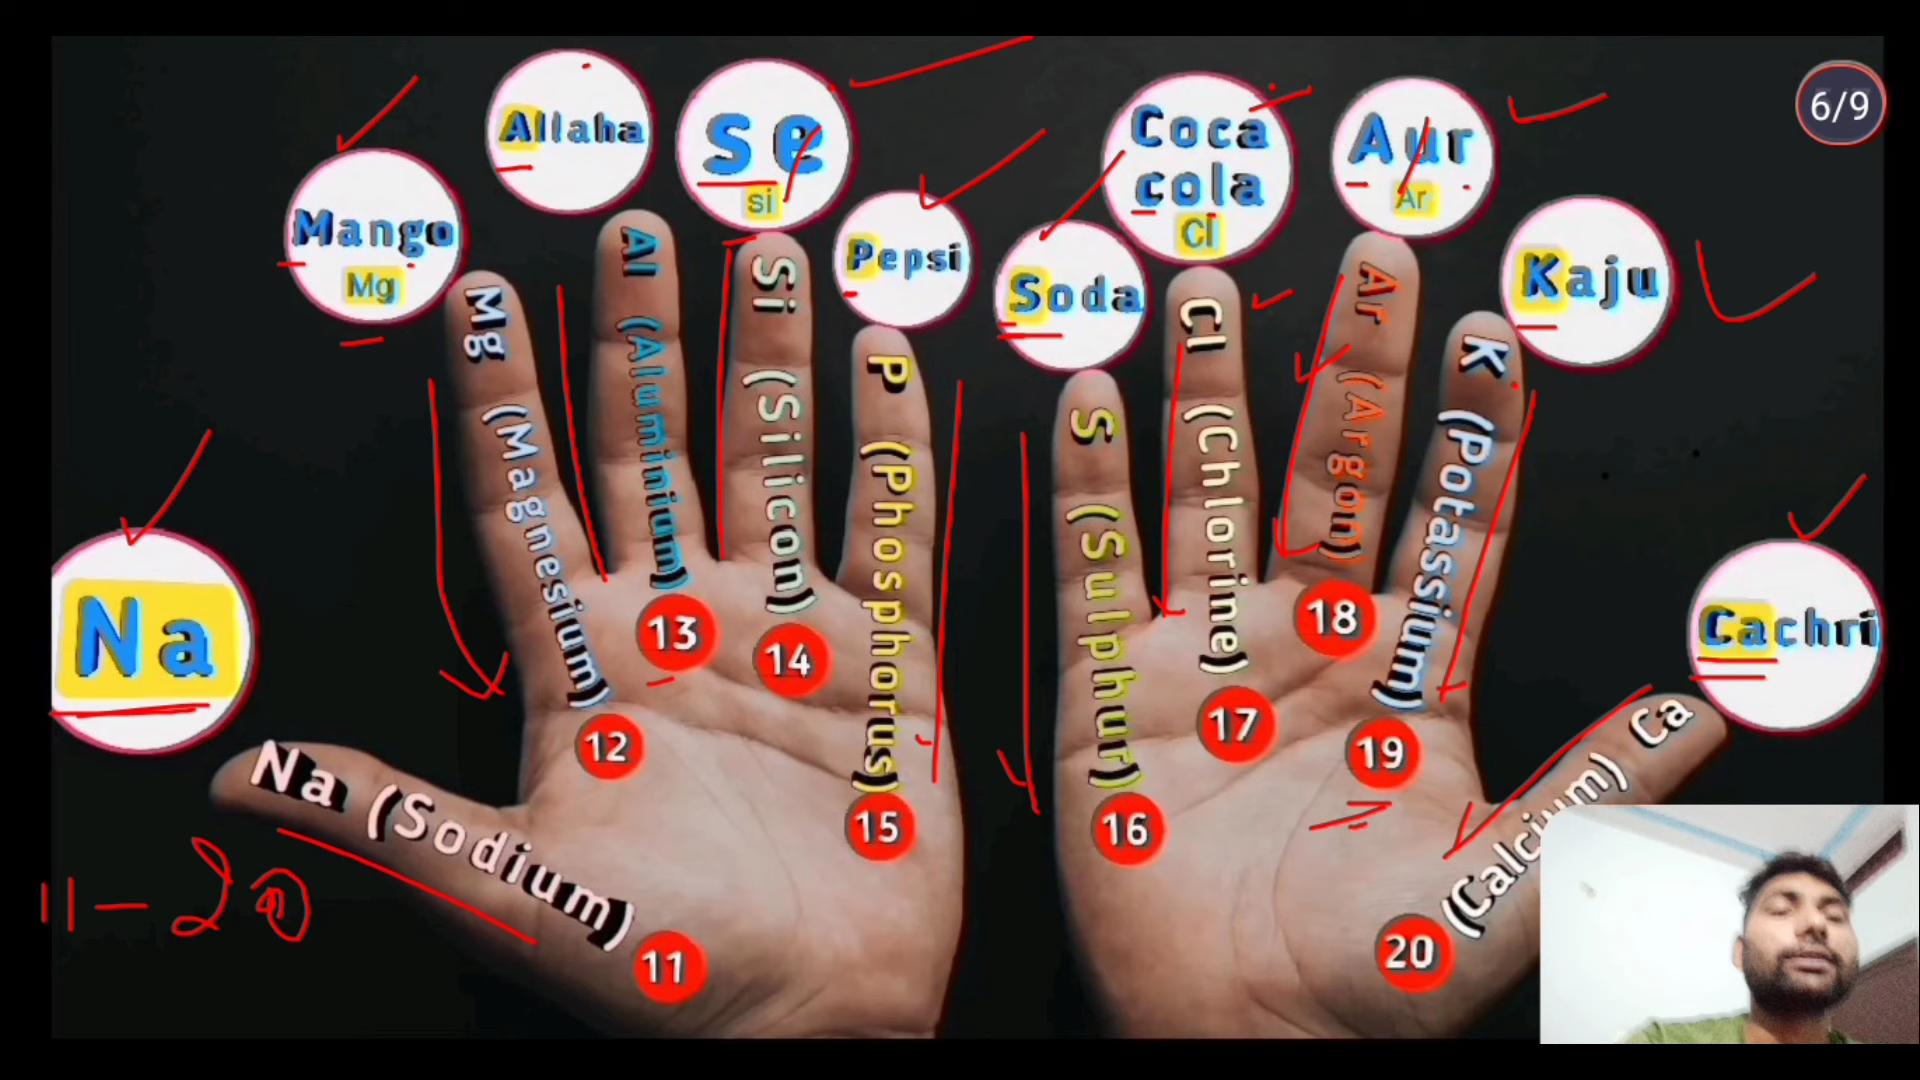 6/9
Na
Mango
Mg
Allaha
se
si
Pepsi
Soda
Coca
cola
Cl
Aur
Ar
Kaju
Cachri
Na (Sodium)
11
Mg (Magnesium)
12
Al (Aluminium)
13
Si (Silicon)
14
P (Phosphorus)
15
S (Sulphur)
16
Cl (Chlorine)
17
Ar (Argon)
18
K (Potassium)
19
Ca (Calcium)
20
11-20